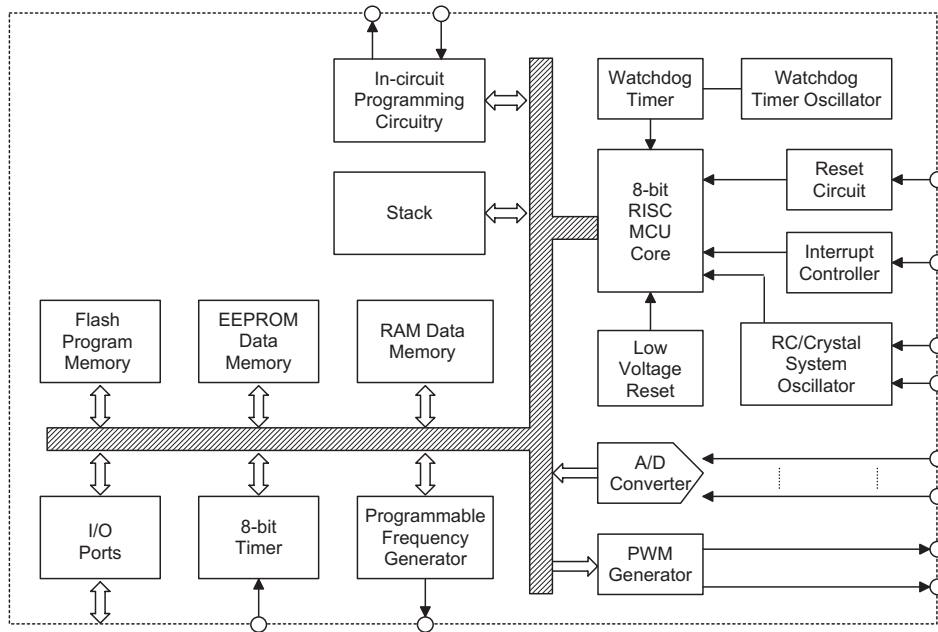 In-circuit
Programming
Circuitry
Watchdog
Timer
Watchdog
Timer Oscillator
Stack
8-bit
RISC
MCU
Core
Reset
Circuit
Interrupt
Controller
Flash
Program
Memory
EEPROM
Data
Memory
RAM Data
Memory
Low
Voltage
Reset
RC/Crystal
System
Oscillator
A/D
Converter
I/O
Ports
8-bit
Timer
Programmable
Frequency
Generator
PWM
Generator